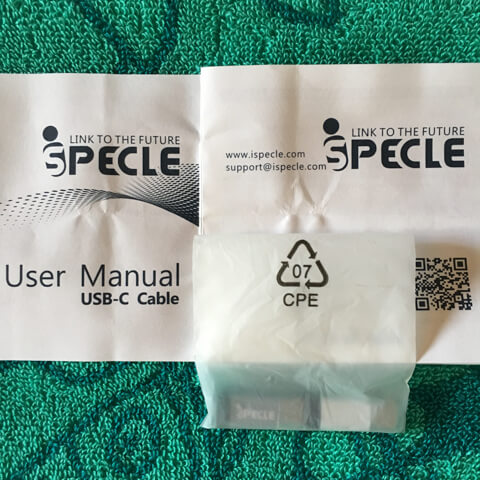 LINK TO THE FUTURE
iSPECLE
User Manual
USB-C Cable
LINK TO THE FUTURE
iSPECLE
www.ispecle.com
support@ispecle.com
07
CPE
SPECLE